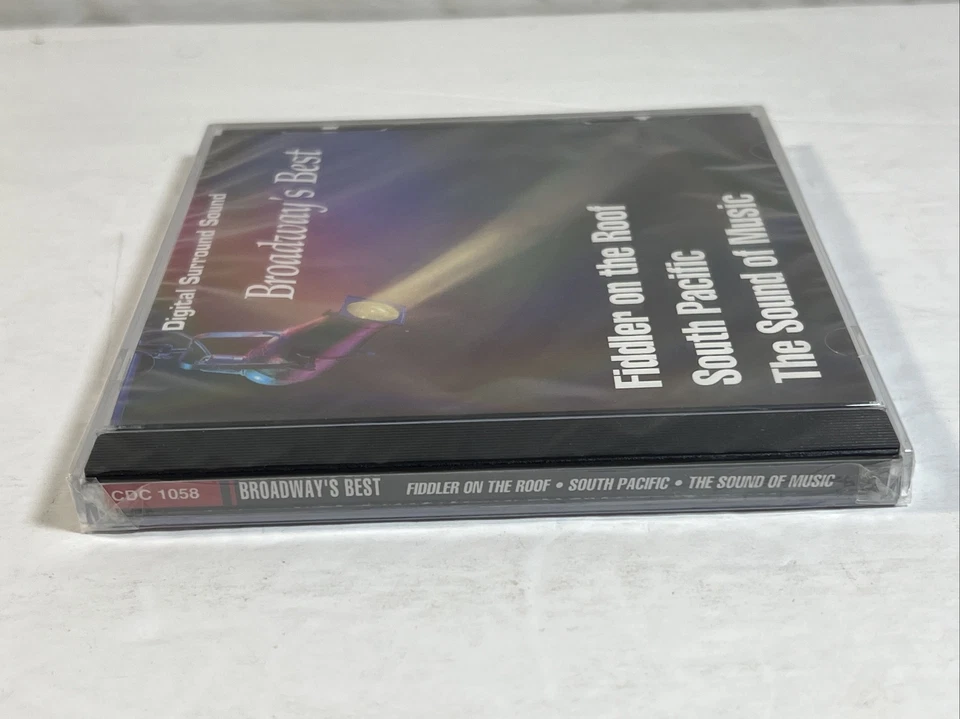 Digital Surround Sound
Broadway's Best
Fiddler on the Roof
South Pacific
The Sound of Music
CDC 1058 BROADWAY'S BEST FIDDLER ON THE ROOF • SOUTH PACIFIC • THE SOUND OF MUSIC